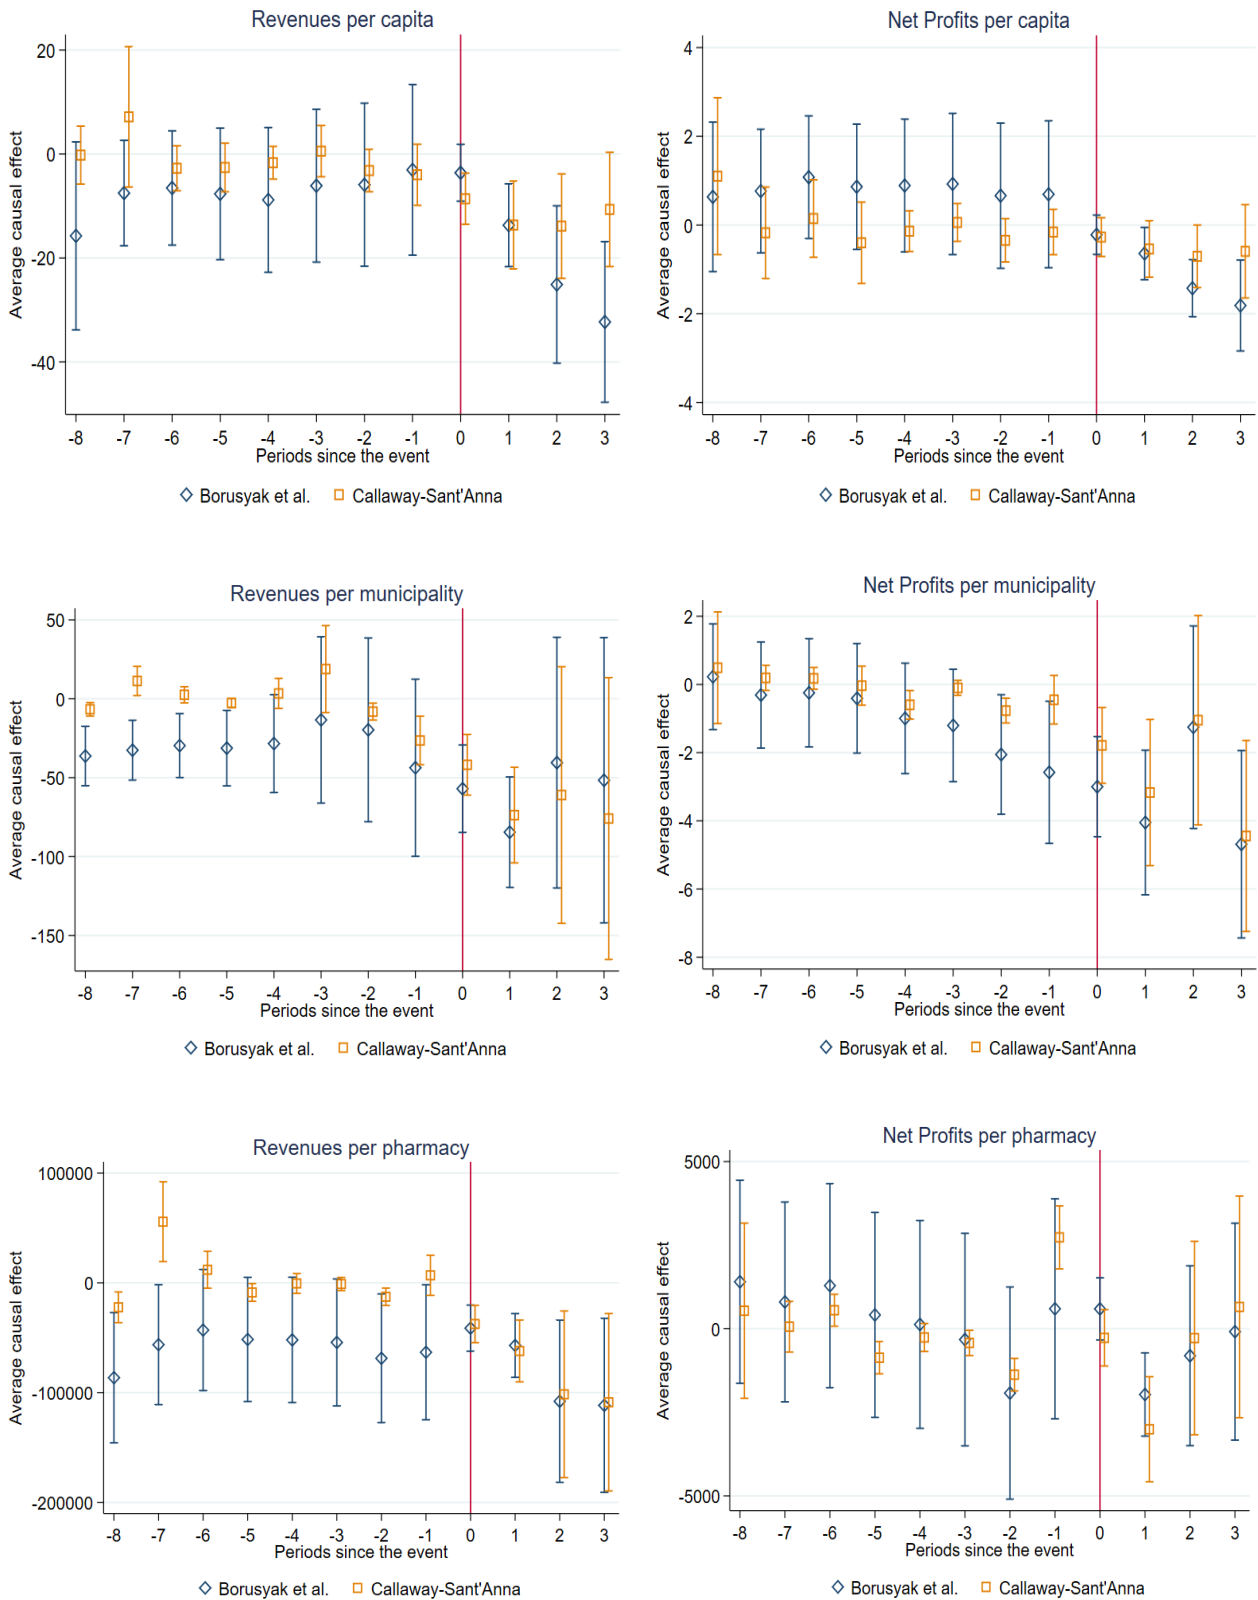 Revenues per capita
Average causal effect
20
0
-20
-40
-8 -7 -6 -5 -4 -3 -2 -1 0 1 2 3
Periods since the event
Borusyak et al. Callaway-Sant'Anna
Net Profits per capita
Average causal effect
4
2
0
-2
-4
-8 -7 -6 -5 -4 -3 -2 -1 0 1 2 3
Periods since the event
Borusyak et al. Callaway-Sant'Anna
Revenues per municipality
Average causal effect
50
0
-50
-100
-150
-8 -7 -6 -5 -4 -3 -2 -1 0 1 2 3
Periods since the event
Borusyak et al. Callaway-Sant'Anna
Net Profits per municipality
Average causal effect
2
0
-2
-4
-6
-8
-8 -7 -6 -5 -4 -3 -2 -1 0 1 2 3
Periods since the event
Borusyak et al. Callaway-Sant'Anna
Revenues per pharmacy
Average causal effect
100000
0
-100000
-200000
-8 -7 -6 -5 -4 -3 -2 -1 0 1 2 3
Periods since the event
Borusyak et al. Callaway-Sant'Anna
Net Profits per pharmacy
Average causal effect
5000
0
-5000
-8 -7 -6 -5 -4 -3 -2 -1 0 1 2 3
Periods since the event
Borusyak et al. Callaway-Sant'Anna